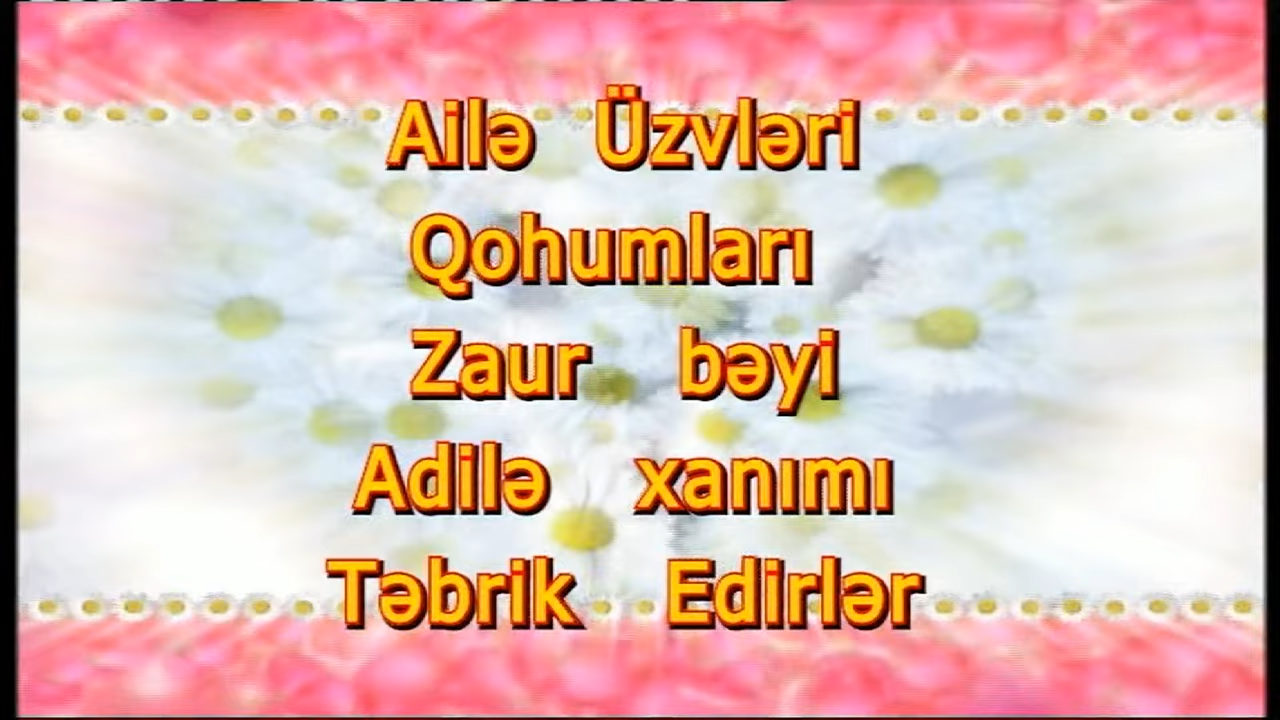 Ailə Üzvləri
Qohumları
Zaur bəyi
Adilə xanımı
Təbrik Edirlər